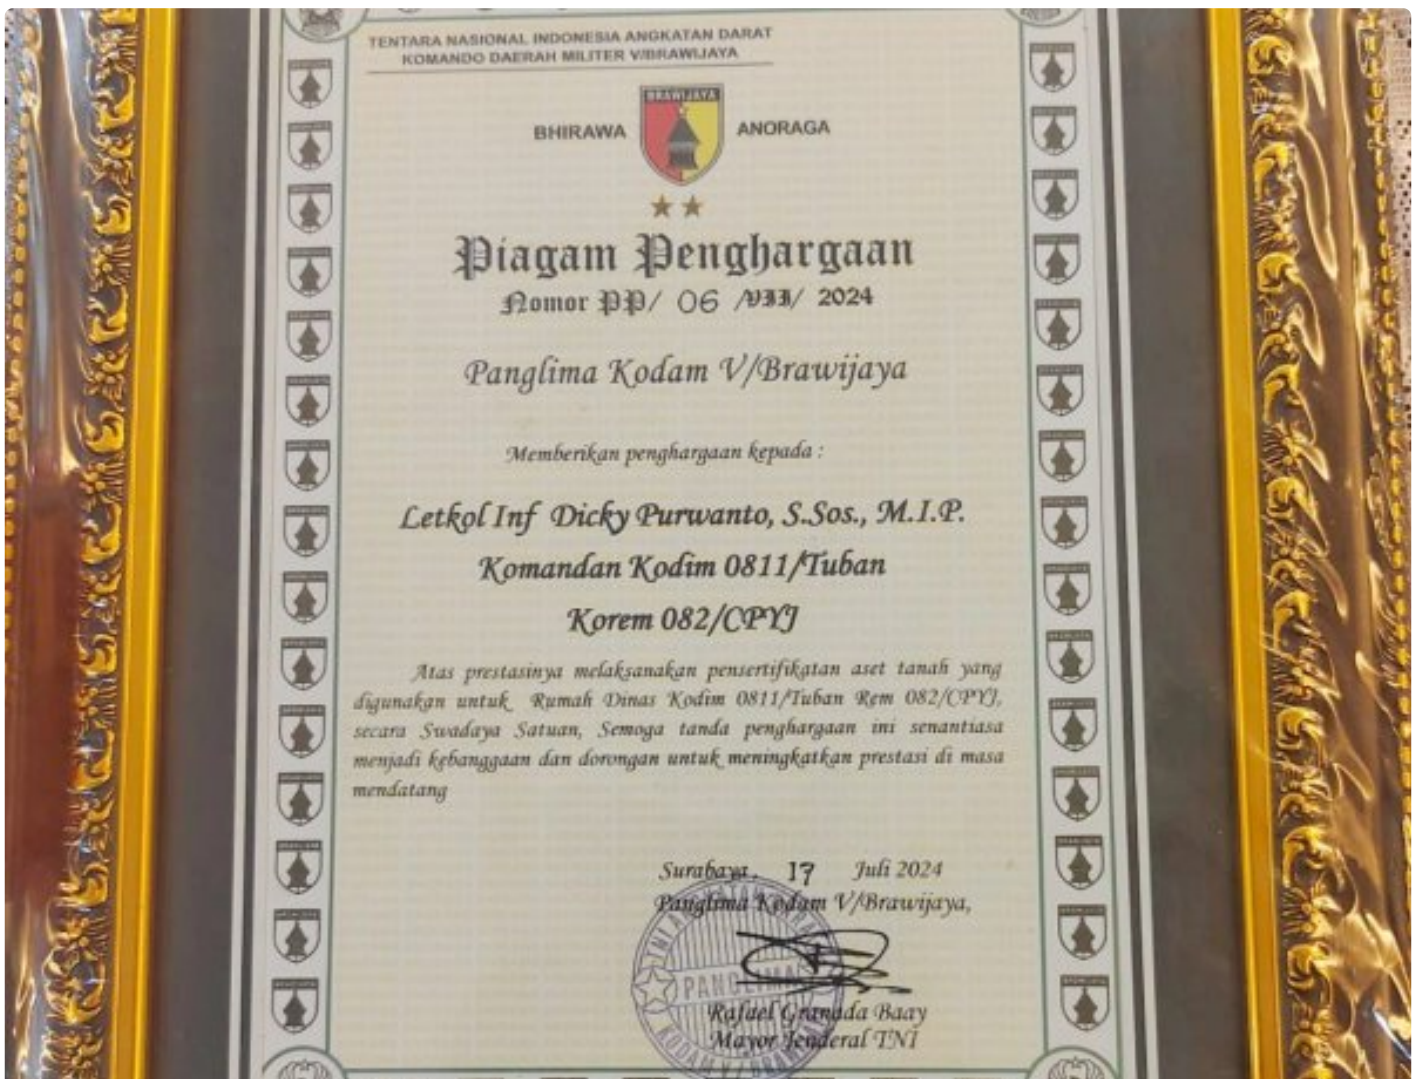 TENTARA NASIONAL INDONESIA ANGKATAN DARAT
KOMANDO DAERAH MILITER V/BRAWIJAYA
BRAWIJAYA
BHIRAWA ANORAGA
Piagam Penghargaan
Nomor PP/ 06 /VII/ 2024
Panglima Kodam V/Brawijaya
Memberikan penghargaan kepada :
Letkol Inf Dicky Purwanto, S.Sos., M.I.P.
Komandan Kodim 0811/Tuban
Korem 082/CPYJ
Atas prestasinya melaksanakan pensertifikatan aset tanah yang
digunakan untuk Rumah Dinas Kodim 0811/Tuban Rem 082/CPYJ,
secara Swadaya Satuan, Semoga tanda penghargaan ini senantiasa
menjadi kebanggaan dan dorongan untuk meningkatkan prestasi di masa
mendatang
Surabaya, 17 Juli 2024
Panglima Kodam V/Brawijaya,
PANGLIMA
KODAM V/
Rafael Granada Baay
Mayor Jenderal TNI